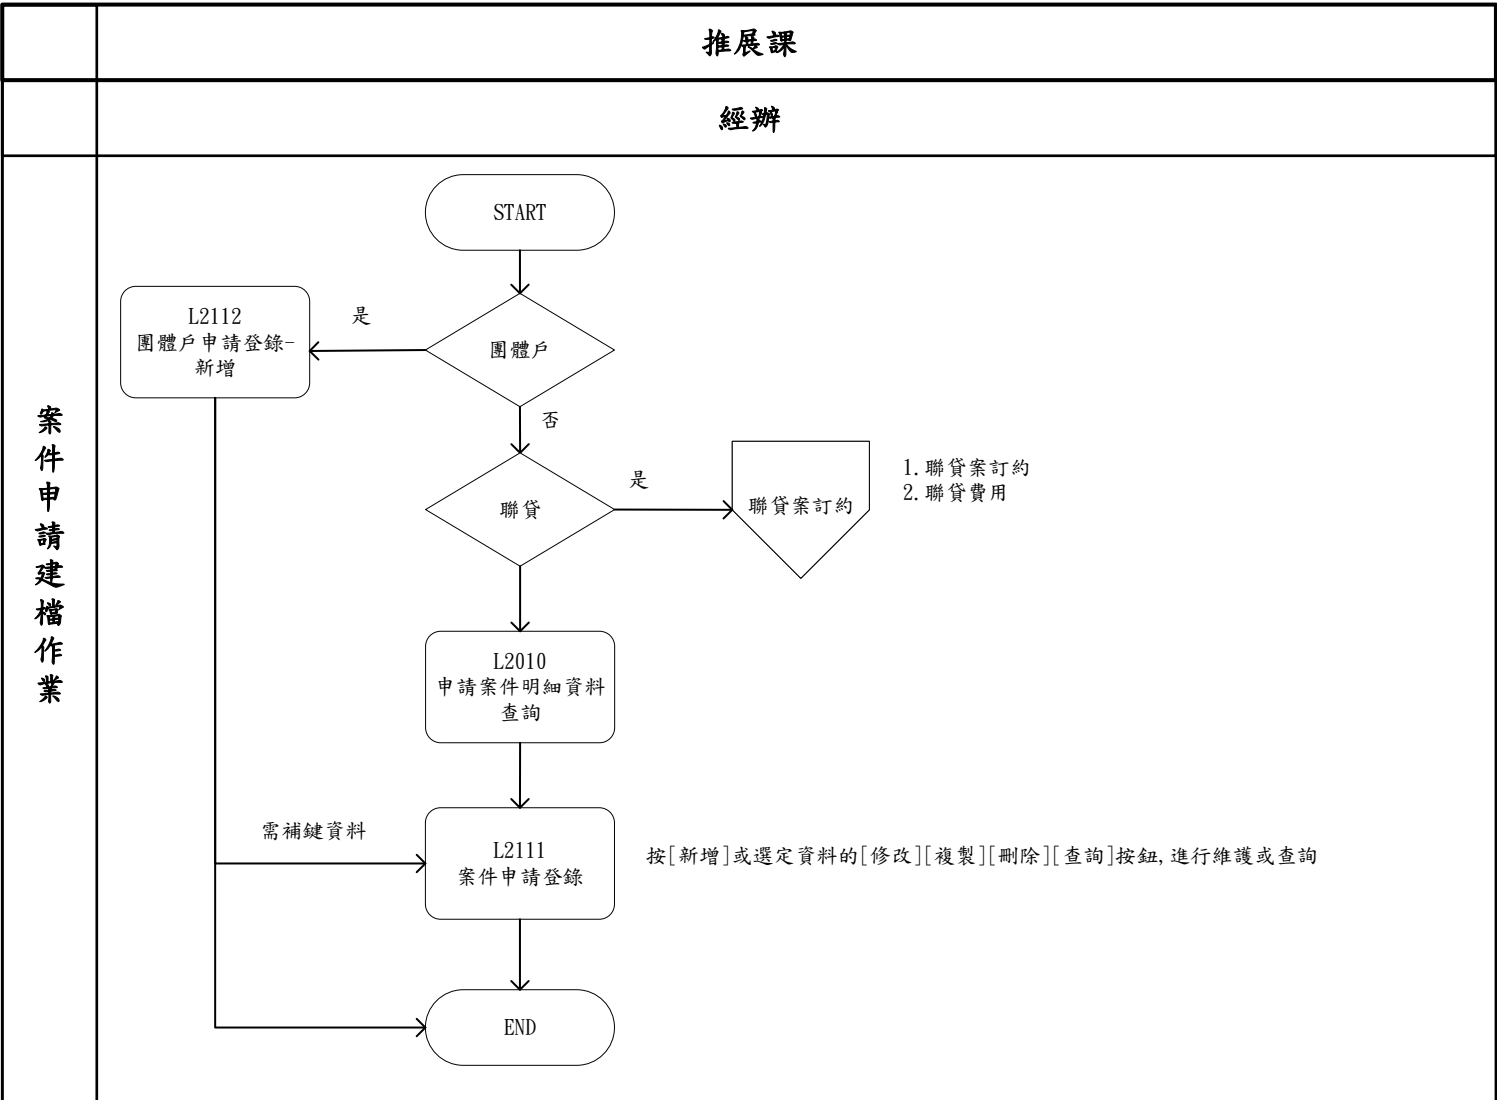 推展課
經辦
案件申請建檔作業
START
L2112
團體戶申請登錄-
新增
是
團體戶
否
聯貸
是
聯貸案訂約
1.聯貸案訂約
2.聯貸費用
L2010
申請案件明細資料
查詢
需補鍵資料
L2111
案件申請登錄
按[新增]或選定資料的[修改][複製][刪除][查詢]按鈕,進行維護或查詢
END